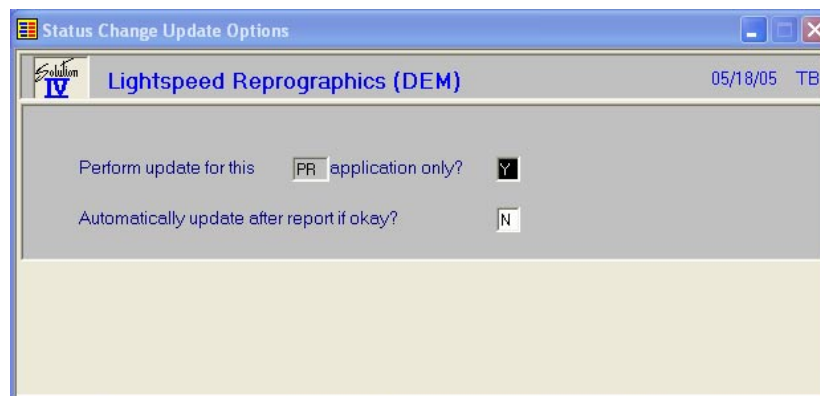 Status Change Update Options
Solution IV
Lightspeed Reprographics (DEM) 05/18/05 TB
Perform update for this PR application only? Y
Automatically update after report if okay? N